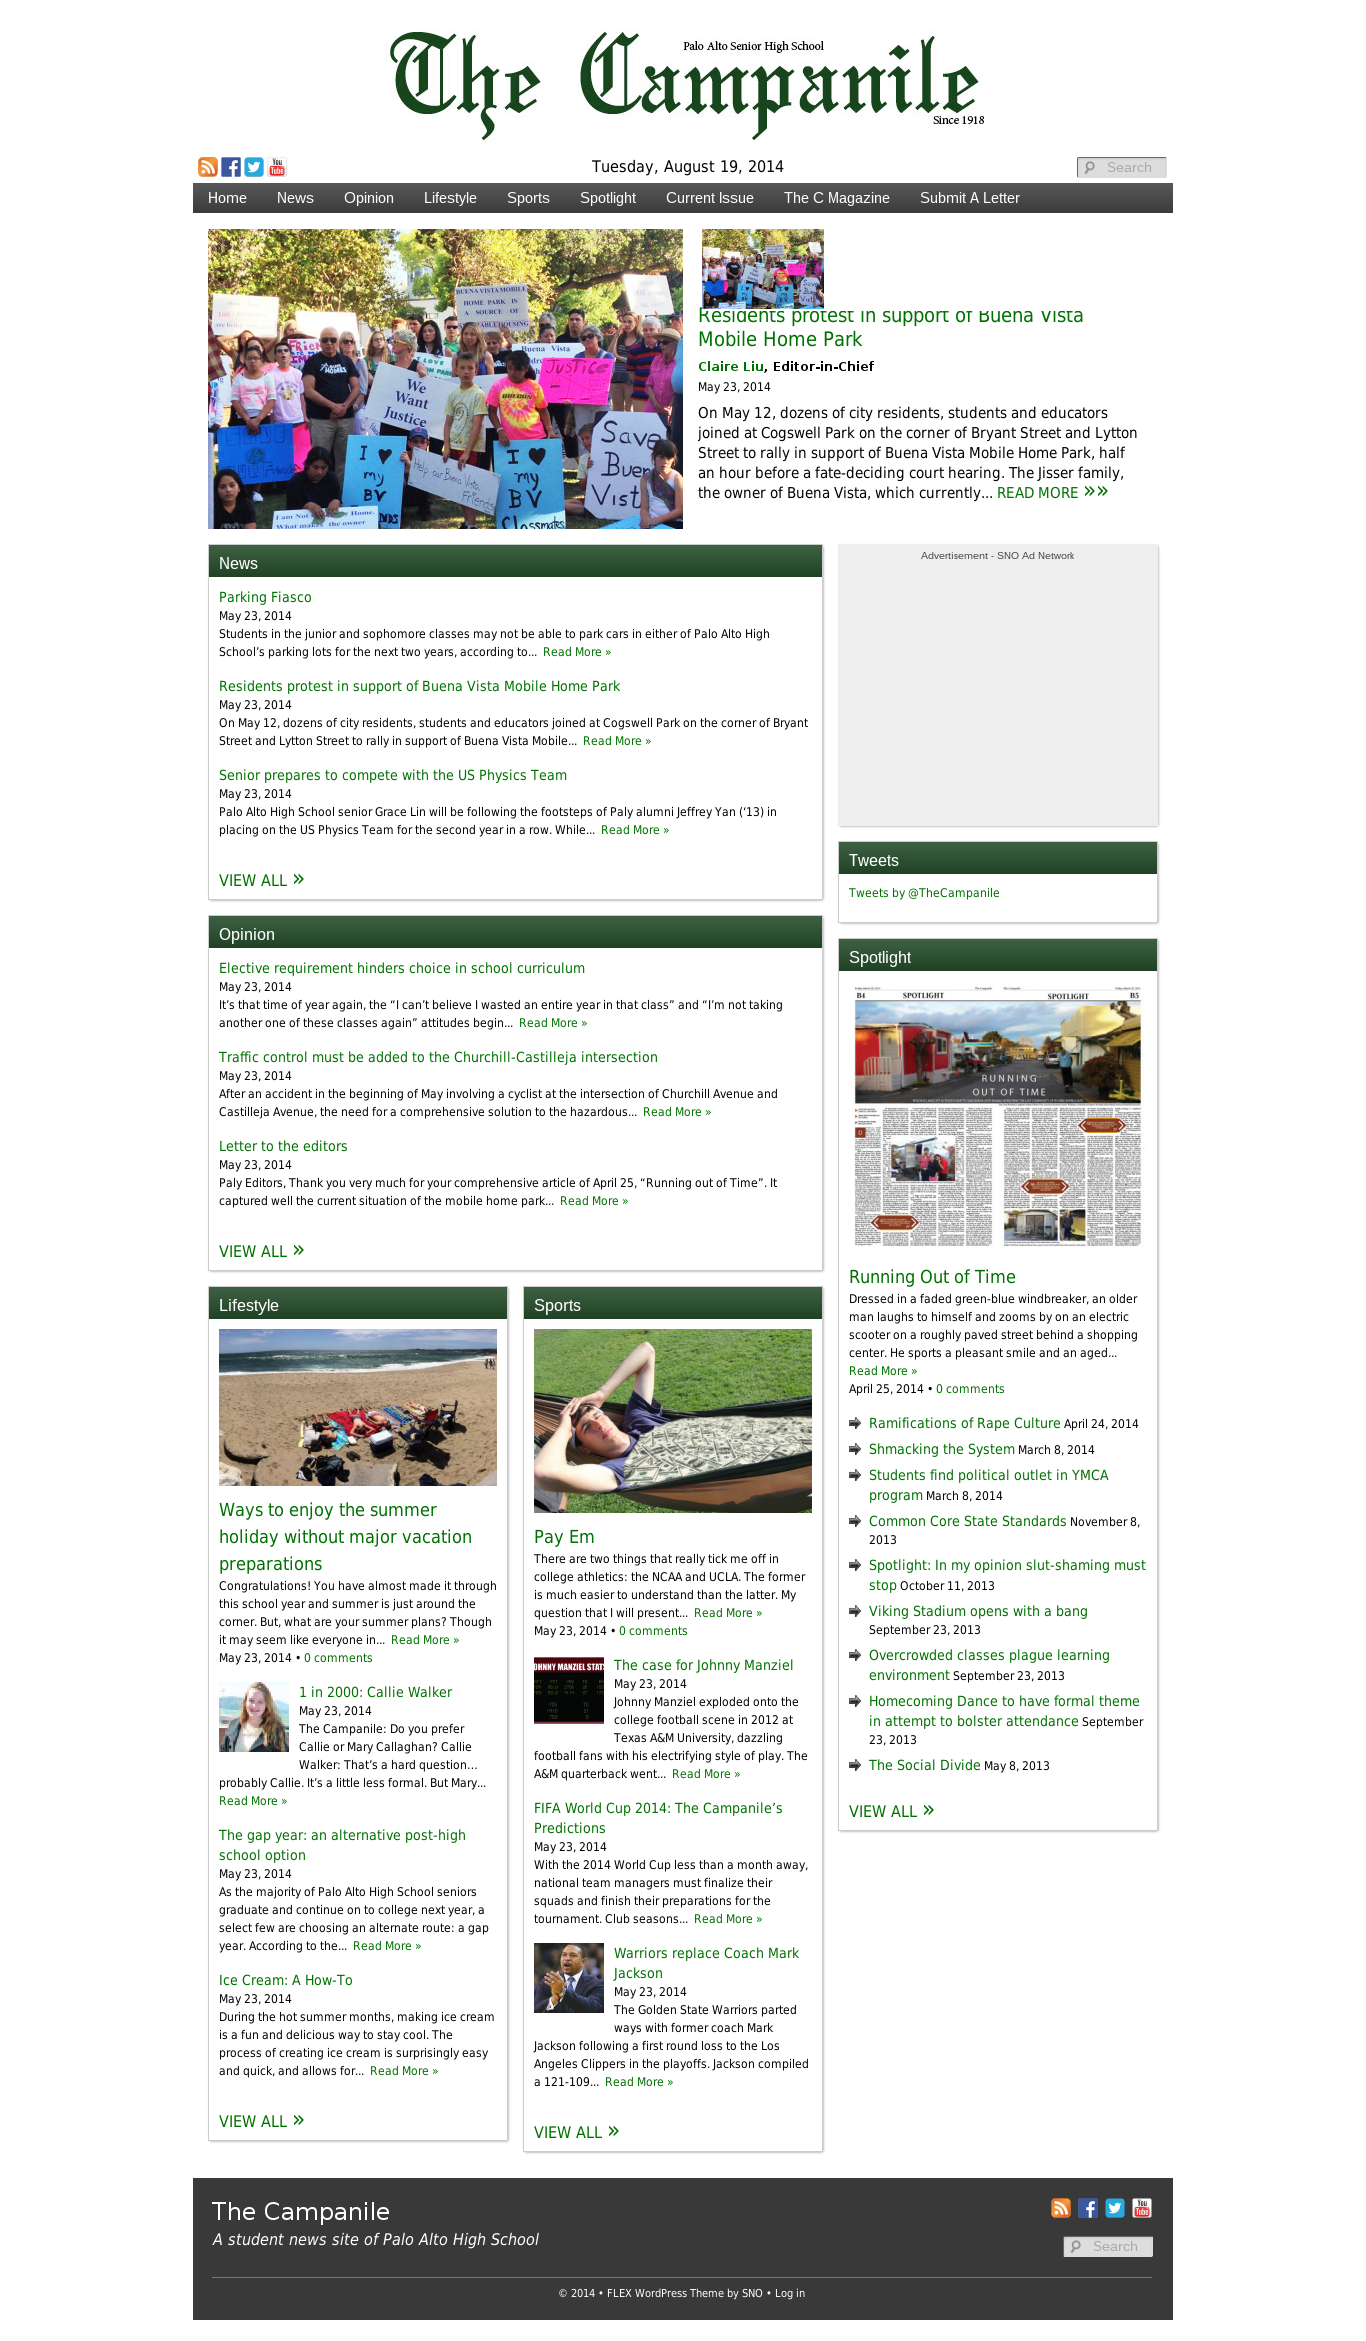 The Campanile
Palo Alto Senior High School
Since 1918
Tuesday, August 19, 2014
Search
Home News Opinion Lifestyle Sports Spotlight Current Issue The C Magazine Submit A Letter
BUENA VISTA MOBILE
HOME PARK IS
A SOURCE OF
Buena Vista
Justice
We
Want
Justice
Save
I
my
BV
Help our Buena Vista
Friends
I
my
BV
Classmates
I am Not Home.
What makes the owner
Residents protest in support of Buena Vista
Mobile Home Park
Claire Liu, Editor-in-Chief
May 23, 2014
On May 12, dozens of city residents, students and educators
joined at Cogswell Park on the corner of Bryant Street and Lytton
Street to rally in support of Buena Vista Mobile Home Park, half
an hour before a fate-deciding court hearing. The Jisser family,
the owner of Buena Vista, which currently... READ MORE »»
News
Parking Fiasco
May 23, 2014
Students in the junior and sophomore classes may not be able to park cars in either of Palo Alto High
School’s parking lots for the next two years, according to... Read More »
Residents protest in support of Buena Vista Mobile Home Park
May 23, 2014
On May 12, dozens of city residents, students and educators joined at Cogswell Park on the corner of Bryant
Street and Lytton Street to rally in support of Buena Vista Mobile... Read More »
Senior prepares to compete with the US Physics Team
May 23, 2014
Palo Alto High School senior Grace Lin will be following the footsteps of Paly alumni Jeffrey Yan (‘13) in
placing on the US Physics Team for the second year in a row. While... Read More »
VIEW ALL »
Opinion
Elective requirement hinders choice in school curriculum
May 23, 2014
It’s that time of year again, the “I can’t believe I wasted an entire year in that class” and “I’m not taking
another one of these classes again” attitudes begin... Read More »
Traffic control must be added to the Churchill-Castilleja intersection
May 23, 2014
After an accident in the beginning of May involving a cyclist at the intersection of Churchill Avenue and
Castilleja Avenue, the need for a comprehensive solution to the hazardous... Read More »
Letter to the editors
May 23, 2014
Paly Editors, Thank you very much for your comprehensive article of April 25, “Running out of Time”. It
captured well the current situation of the mobile home park... Read More »
VIEW ALL »
Lifestyle
Ways to enjoy the summer
holiday without major vacation
preparations
Congratulations! You have almost made it through
this school year and summer is just around the
corner. But, what are your summer plans? Though
it may seem like everyone in... Read More »
May 23, 2014 • 0 comments
1 in 2000: Callie Walker
May 23, 2014
The Campanile: Do you prefer
Callie or Mary Callaghan? Callie
Walker: That’s a hard question…
probably Callie. It’s a little less formal. But Mary...
Read More »
The gap year: an alternative post-high
school option
May 23, 2014
As the majority of Palo Alto High School seniors
graduate and continue on to college next year, a
select few are choosing an alternate route: a gap
year. According to the... Read More »
Ice Cream: A How-To
May 23, 2014
During the hot summer months, making ice cream
is a fun and delicious way to stay cool. The
process of creating ice cream is surprisingly easy
and quick, and allows for... Read More »
VIEW ALL »
Sports
Pay Em
There are two things that really tick me off in
college athletics: the NCAA and UCLA. The former
is much easier to understand than the latter. My
question that I will present... Read More »
May 23, 2014 • 0 comments
JOHNNY MANZIEL STATS
The case for Johnny Manziel
May 23, 2014
Johnny Manziel exploded onto the
college football scene in 2012 at
Texas A&M University, dazzling
football fans with his electrifying style of play. The
A&M quarterback went... Read More »
FIFA World Cup 2014: The Campanile’s
Predictions
May 23, 2014
With the 2014 World Cup less than a month away,
national team managers must finalize their
squads and finish their preparations for the
tournament. Club seasons... Read More »
Warriors replace Coach Mark
Jackson
May 23, 2014
The Golden State Warriors parted
ways with former coach Mark
Jackson following a first round loss to the Los
Angeles Clippers in the playoffs. Jackson compiled
a 121-109... Read More »
VIEW ALL »
Advertisement - SNO Ad Network
Tweets
Tweets by @TheCampanile
Spotlight
B4 SPOTLIGHT SPOTLIGHT B5
RUNNING
OUT OF TIME
Running Out of Time
Dressed in a faded green-blue windbreaker, an older
man laughs to himself and zooms by on an electric
scooter on a roughly paved street behind a shopping
center. He sports a pleasant smile and an aged...
Read More »
April 25, 2014 • 0 comments
Ramifications of Rape Culture April 24, 2014
Shmacking the System March 8, 2014
Students find political outlet in YMCA
program March 8, 2014
Common Core State Standards November 8,
2013
Spotlight: In my opinion slut-shaming must
stop October 11, 2013
Viking Stadium opens with a bang
September 23, 2013
Overcrowded classes plague learning
environment September 23, 2013
Homecoming Dance to have formal theme
in attempt to bolster attendance September
23, 2013
The Social Divide May 8, 2013
VIEW ALL »
The Campanile
A student news site of Palo Alto High School
Search
© 2014 • FLEX WordPress Theme by SNO • Log in